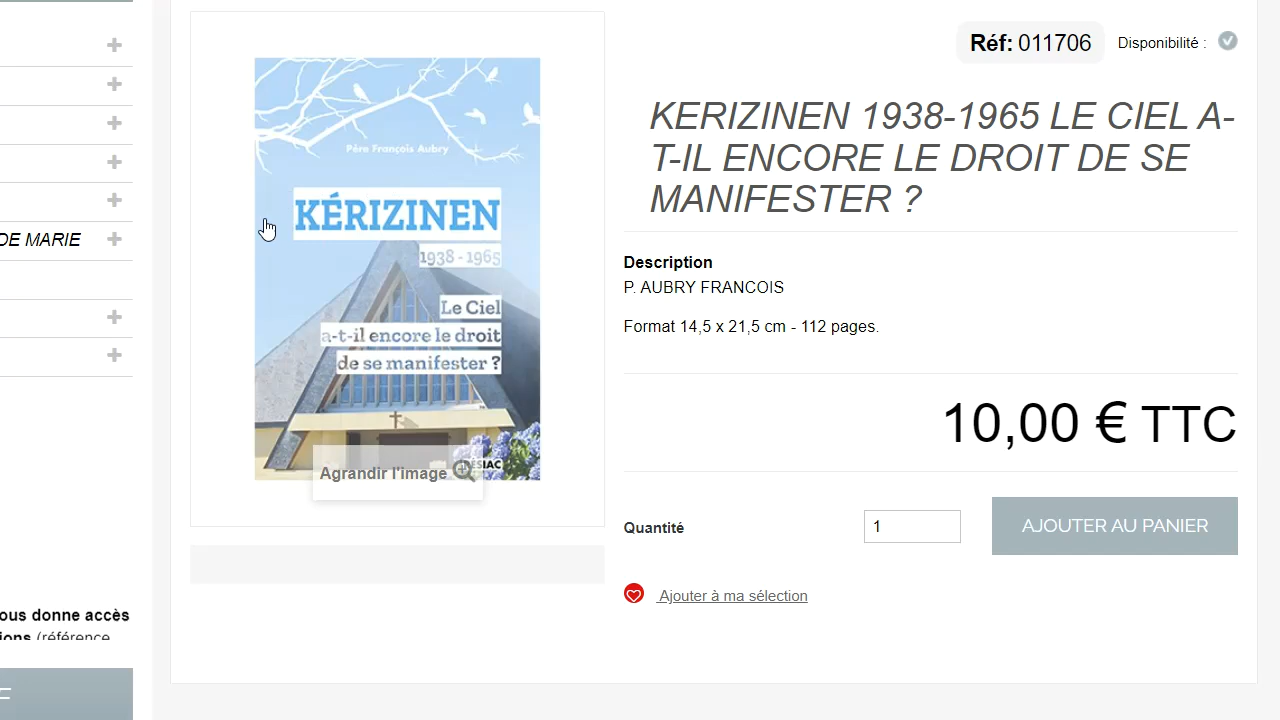 DE MARIE
ous donne accès
ions (référence
Père François Aubry
KÉRIZINEN
1938 - 1965
Le Ciel
a-t-il encore le droit
de se manifester ?
Agrandir l'image
Réf: 011706 Disponibilité :
KERIZINEN 1938-1965 LE CIEL A-
T-IL ENCORE LE DROIT DE SE
MANIFESTER ?
Description
P. AUBRY FRANCOIS
Format 14,5 x 21,5 cm - 112 pages.
10,00 € TTC
Quantité 1 AJOUTER AU PANIER
Ajouter à ma sélection